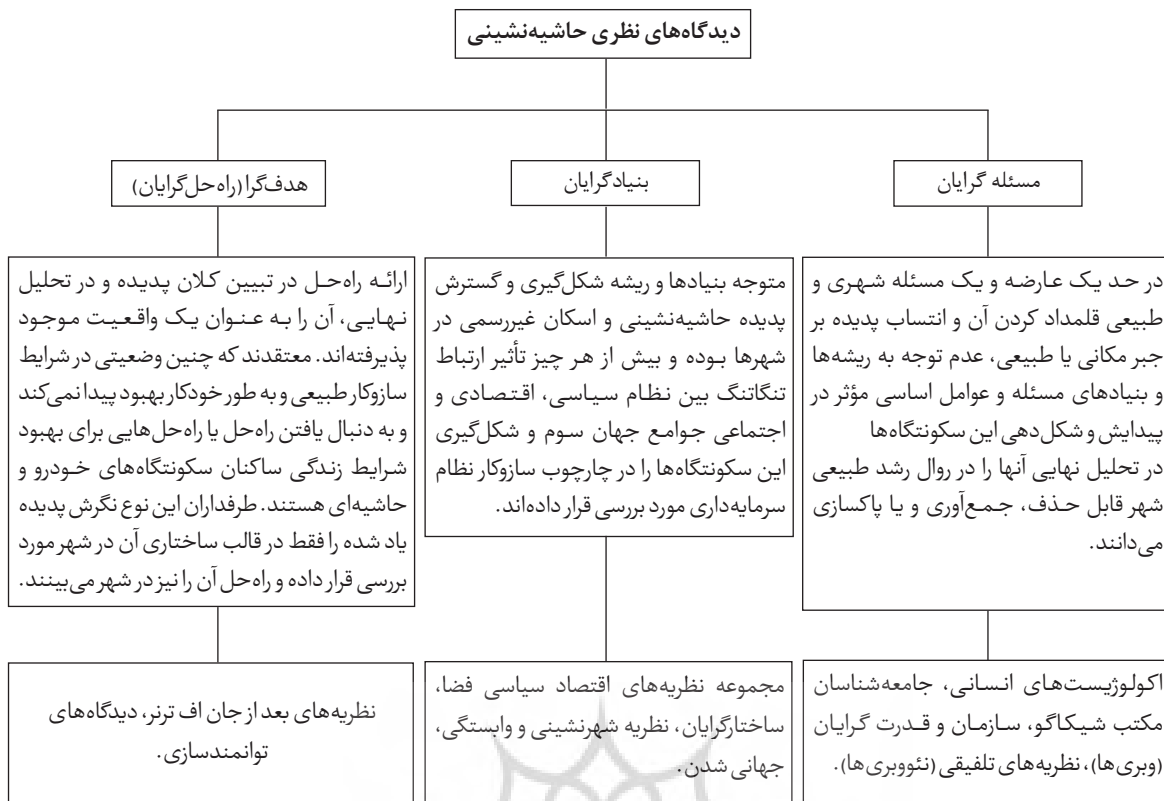 دیدگاه‌های نظری حاشیه‌نشینی
مسئله گرایان
بنیادگرایان
هدف‌گرا (راه‌حل‌گرایان)
در حد یک عارضه و یک مسئله شهری و
طبیعی قلمداد کردن آن و انتساب پدیده بر
جبر مکانی یا طبیعی، عدم توجه به ریشه‌ها
و بنیادهای مسئله و عوامل اساسی مؤثر در
پیدایش و شکل‌دهی این سکونتگاه‌ها
در تحلیل نهایی آنها را در روال رشد طبیعی
شهر قابل حذف، جمع‌آوری و یا پاکسازی
می‌دانند.
متوجه بنیادها و ریشه شکل‌گیری و گسترش
پدیده حاشیه‌نشینی و اسکان غیررسمی در
شهرها بوده و بیش از هر چیز تأثیر ارتباط
تنگاتنگ بین نظام سیاسی، اقتصادی و
اجتماعی جوامع جهان سوم و شکل‌گیری
این سکونتگاه‌ها را در چارچوب سازوکار نظام
سرمایه‌داری مورد بررسی قرار داده‌اند.
ارائه راه‌حل در تبیین کلان پدیده و در تحلیل
نهایی، آن را به عنوان یک واقعیت موجود
پذیرفته‌اند. معتقدند که چنین وضعیتی در شرایط
سازوکار طبیعی و به طور خودکار بهبود پیدا نمی‌کند
و به دنبال یافتن راه‌حل یا راه‌حل‌هایی برای بهبود
شرایط زندگی ساکنان سکونتگاه‌های خودرو و
حاشیه‌ای هستند. طرفداران این نوع نگرش پدیده
یاد شده را فقط در قالب ساختاری آن در شهر مورد
بررسی قرار داده و راه‌حل آن را نیز در شهر می‌بینند.
اکولوژیست‌های انسانی، جامعه‌شناسان
مکتب شیکاگو، سازمان و قدرت گرایان
(وبری‌ها)، نظریه‌های تلفیقی (نئووبری‌ها).
مجموعه نظریه‌های اقتصاد سیاسی فضا،
ساختارگرایان، نظریه شهرنشینی و وابستگی،
جهانی شدن.
نظریه‌های بعد از جان اف ترنر، دیدگاه‌های
توانمندسازی.